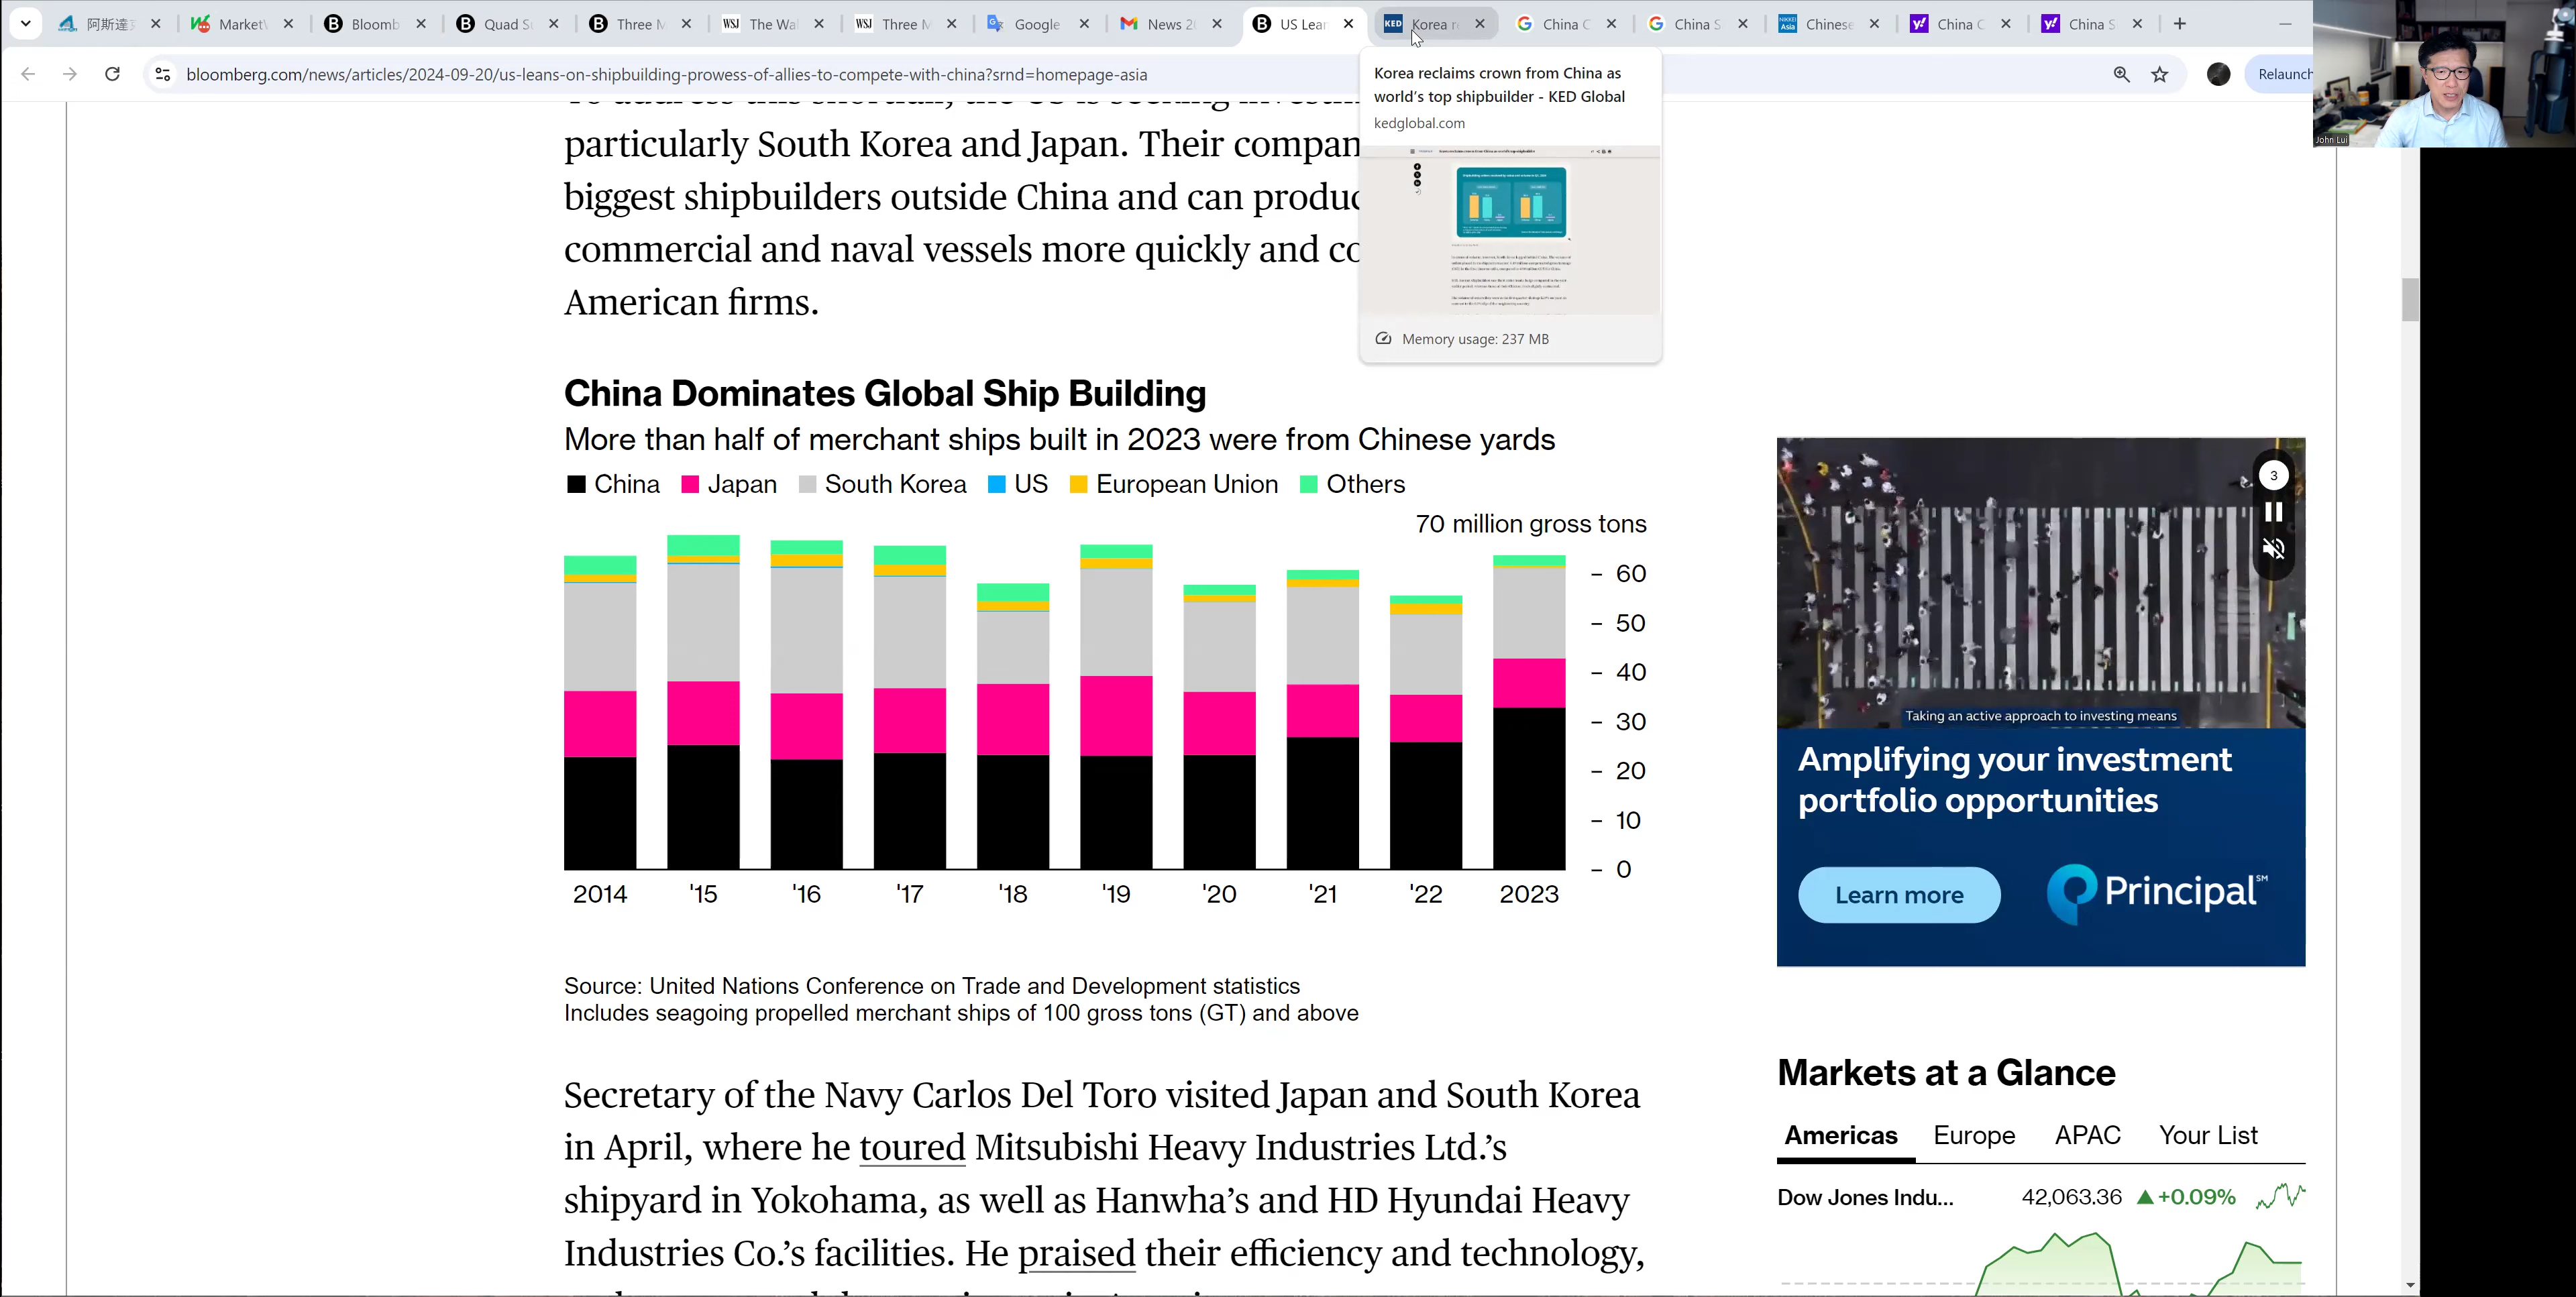 阿斯達
Market
Bloomb
Quad S
Three M
The Wa
Three M
Google
News 2
US Lean
Korea r
China C
China S
Chinese
China C
China S
bloomberg.com/news/articles/2024-09-20/us-leans-on-shipbuilding-prowess-of-allies-to-compete-with-china?srnd=homepage-asia
Relaunch
John Lui
Korea reclaims crown from China as
world's top shipbuilder - KED Global
kedglobal.com
Memory usage: 237 MB
particularly South Korea and Japan. Their compan
biggest shipbuilders outside China and can produc
commercial and naval vessels more quickly and co
American firms.
China Dominates Global Ship Building
More than half of merchant ships built in 2023 were from Chinese yards
China Japan South Korea US European Union Others
70 million gross tons
60
50
40
30
20
10
0
2014 '15 '16 '17 '18 '19 '20 '21 '22 2023
Source: United Nations Conference on Trade and Development statistics
Includes seagoing propelled merchant ships of 100 gross tons (GT) and above
Secretary of the Navy Carlos Del Toro visited Japan and South Korea
in April, where he toured Mitsubishi Heavy Industries Ltd.'s
shipyard in Yokohama, as well as Hanwha's and HD Hyundai Heavy
Industries Co.'s facilities. He praised their efficiency and technology,
3
Taking an active approach to investing means
Amplifying your investment
portfolio opportunities
Learn more
Principal℠
Markets at a Glance
Americas Europe APAC Your List
Dow Jones Indu... 42,063.36 ▲+0.09%